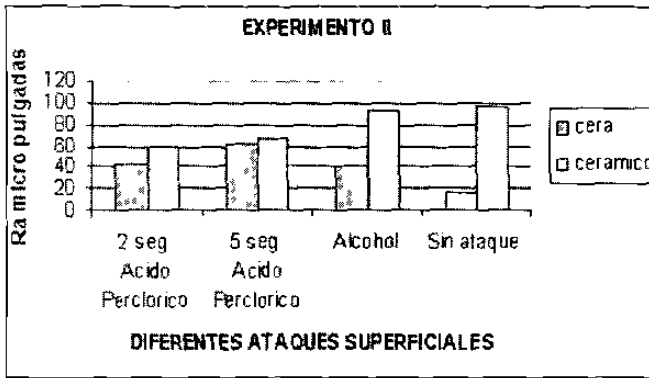 EXPERIMENTO II
Ra micro pulgadas
120
100
80
60
40
20
0
2 seg Acido Perclorico
5 seg Acido Perclorico
Alcohol
Sin ataque
cera
ceramico
DIFERENTES ATAQUES SUPERFICIALES